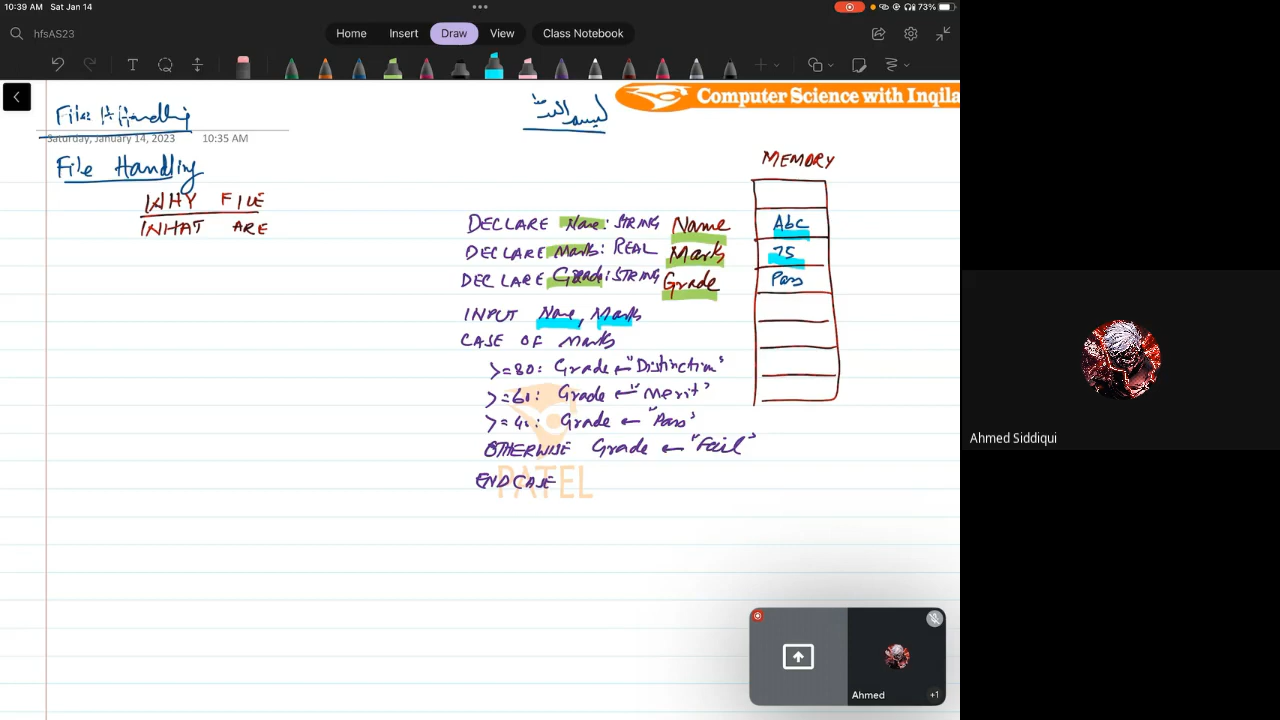 10:39 AM Sat Jan 14
73%
hfsAS23
Home Insert Draw View Class Notebook
File Handling
Computer Science with Inqila
Saturday, January 14, 2023 10:35 AM
File Handling
WHY FILE
WHAT ARE
MEMORY
DECLARE Name: STRING Name Abc
DECLARE Marks: REAL Mark 75
DECLARE Grade: STRING Grade Pass
INPUT Name, Marks
CASE OF Marks
>=80: Grade ← "Distinction"
>=60: Grade ← "Merit"
>=40: Grade ← "Pass"
OTHERWISE Grade ← "Fail"
ENDCASE
PATEL
Ahmed Siddiqui
Ahmed
+1